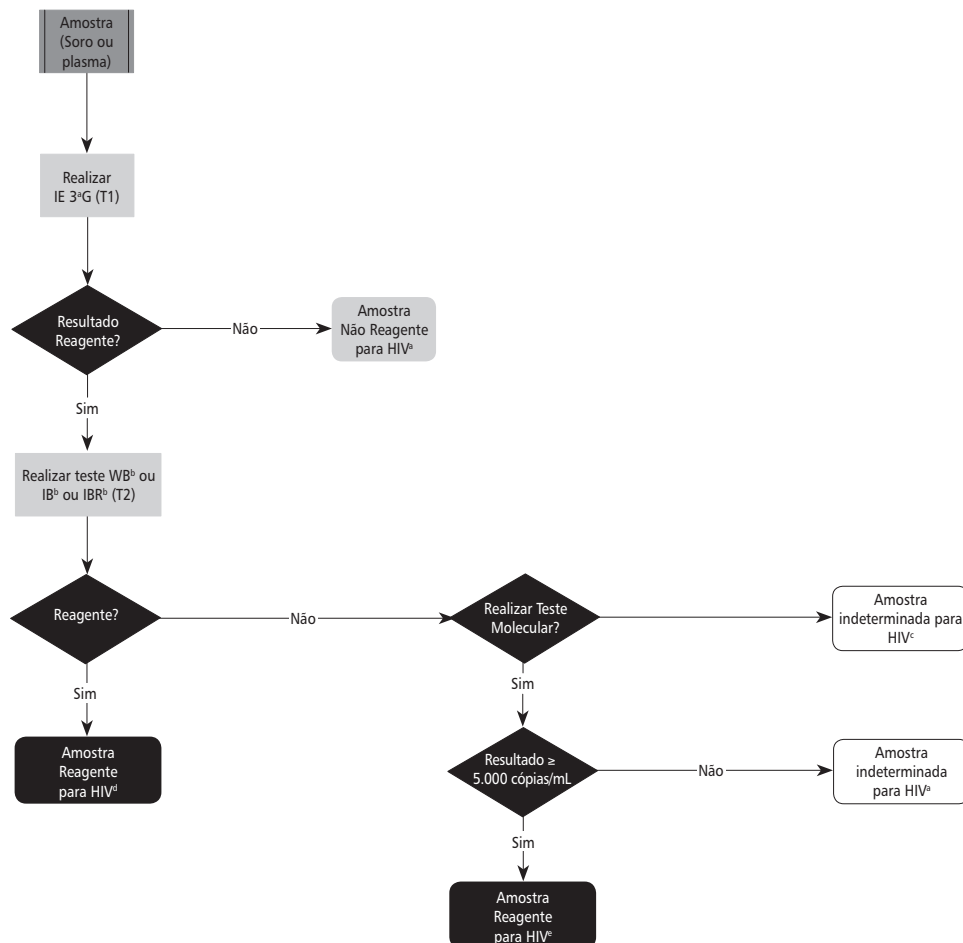 Amostra
(Soro ou
plasma)
Realizar
IE 3ªG (T1)
Resultado
Reagente?
Não
Amostra
Não Reagente
para HIVª
Sim
Realizar teste WBᵇ ou
IBᵇ ou IBRᵇ (T2)
Reagente?
Não
Realizar Teste
Molecular?
Amostra
indeterminada para
HIVᶜ
Sim
Sim
Amostra
Reagente
para HIVᵈ
Resultado ≥
5.000 cópias/mL
Não
Amostra
indeterminada
para HIVª
Sim
Amostra
Reagente
para HIVᵉ